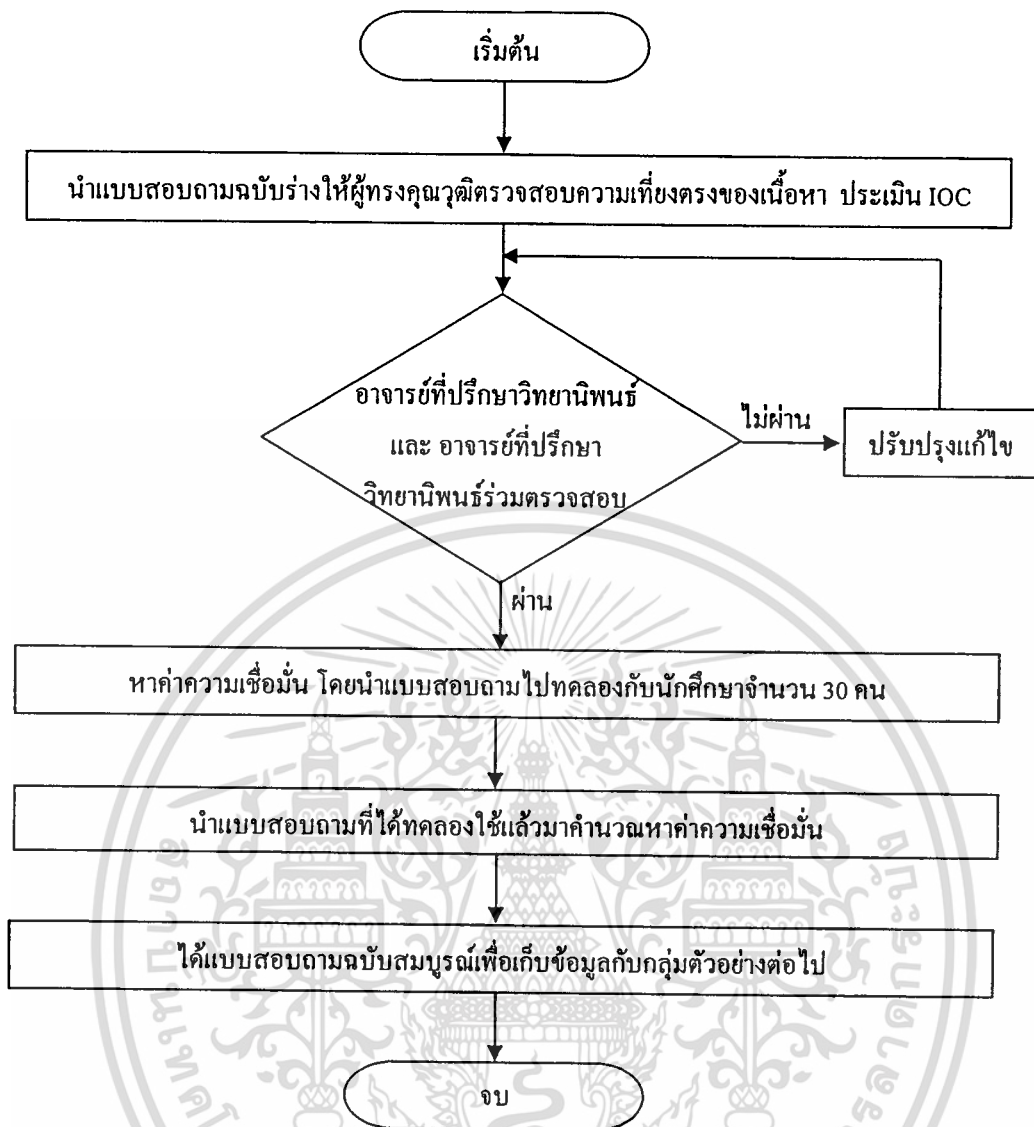 เริ่มต้น
นำแบบสอบถามฉบับร่างให้ผู้ทรงคุณวุฒิตรวจสอบความเที่ยงตรงของเนื้อหา ประเมิน IOC
อาจารย์ที่ปรึกษาวิทยานิพนธ์
และ อาจารย์ที่ปรึกษา
วิทยานิพนธ์ร่วมตรวจสอบ
ไม่ผ่าน
ปรับปรุงแก้ไข
ผ่าน
หาค่าความเชื่อมั่น โดยนำแบบสอบถามไปทดลองกับนักศึกษาจำนวน 30 คน
นำแบบสอบถามที่ได้ทดลองใช้แล้วมาคำนวณหาค่าความเชื่อมั่น
ได้แบบสอบถามฉบับสมบูรณ์เพื่อเก็บข้อมูลกับกลุ่มตัวอย่างต่อไป
จบ